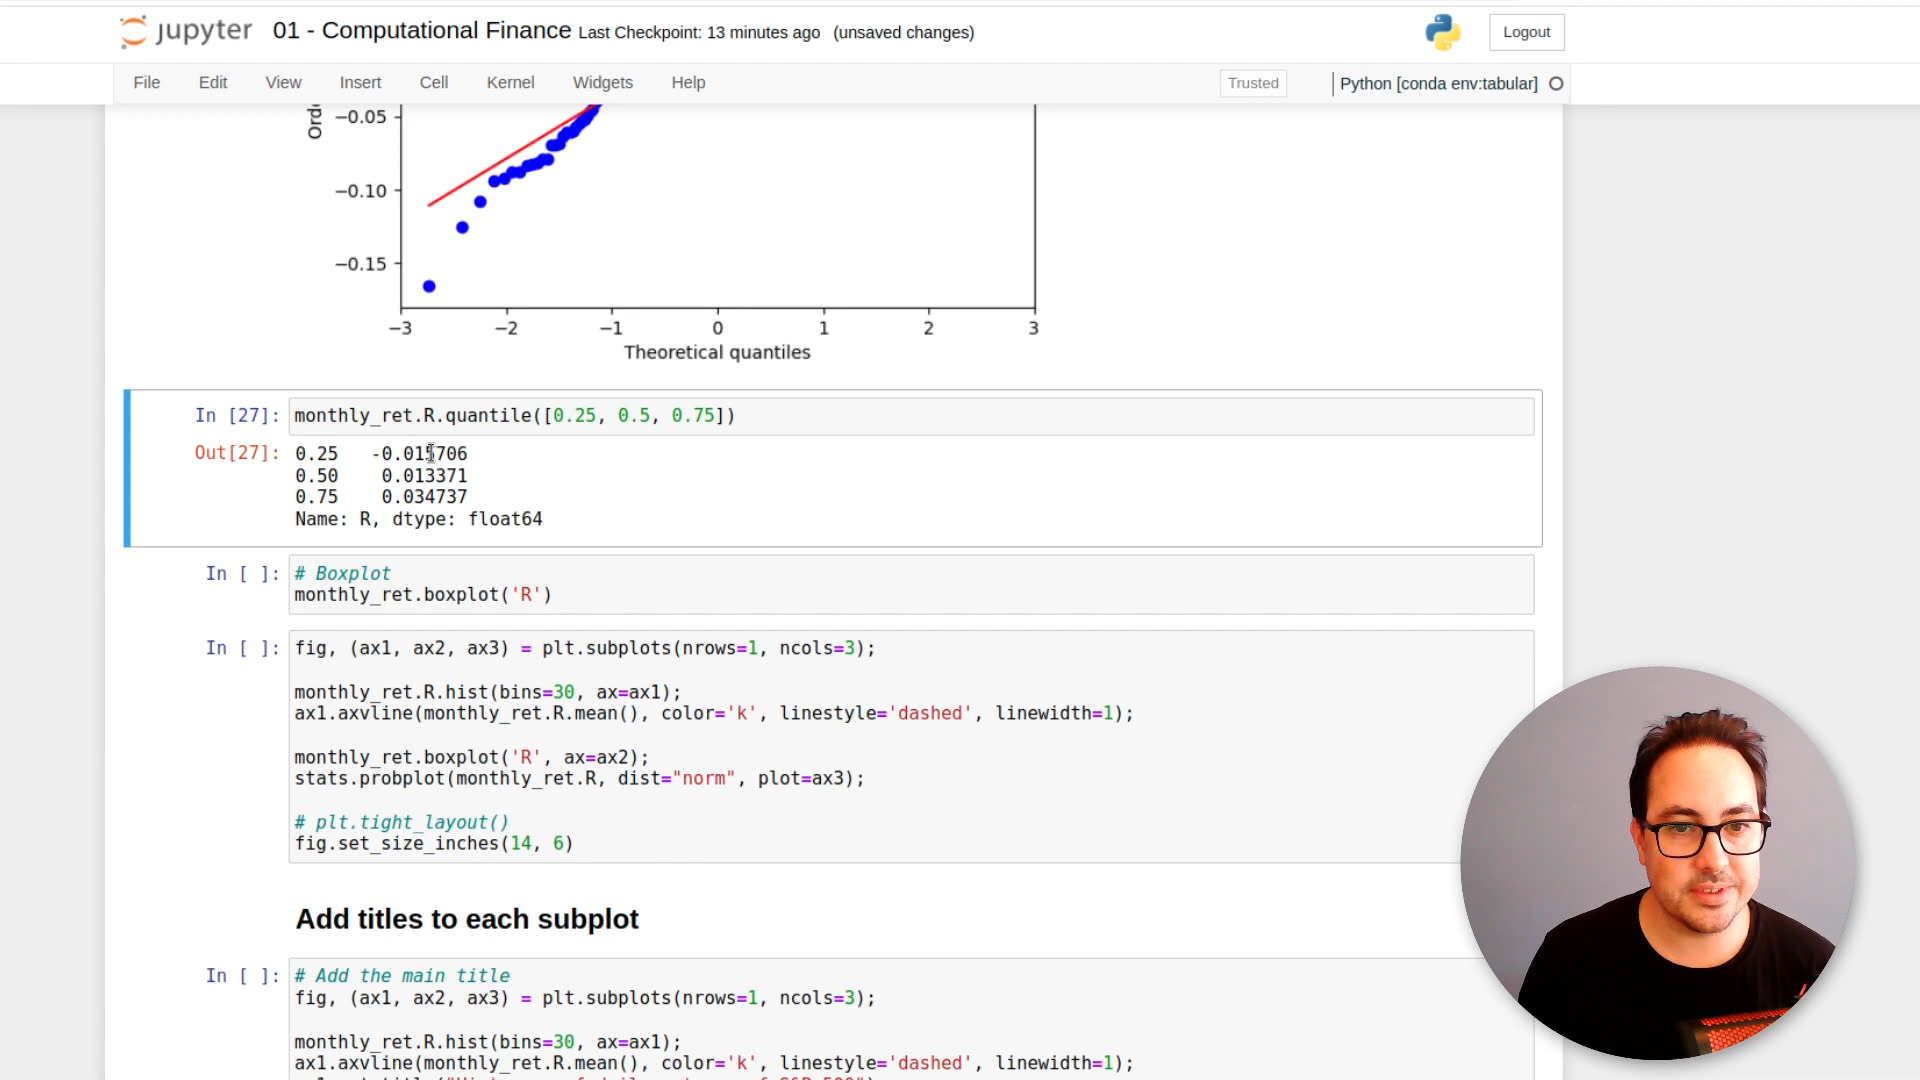 jupyter 01 - Computational Finance Last Checkpoint: 13 minutes ago (unsaved changes) Logout
File Edit View Insert Cell Kernel Widgets Help Trusted Python [conda env:tabular]
−0.05
−0.10
−0.15
−3 −2 −1 0 1 2 3
Theoretical quantiles
In [27]: monthly_ret.R.quantile([0.25, 0.5, 0.75])
Out[27]: 0.25 -0.015706
0.50 0.013371
0.75 0.034737
Name: R, dtype: float64
In [ ]: # Boxplot
monthly_ret.boxplot('R')
In [ ]: fig, (ax1, ax2, ax3) = plt.subplots(nrows=1, ncols=3);
monthly_ret.R.hist(bins=30, ax=ax1);
ax1.axvline(monthly_ret.R.mean(), color='k', linestyle='dashed', linewidth=1);
monthly_ret.boxplot('R', ax=ax2);
stats.probplot(monthly_ret.R, dist="norm", plot=ax3);
# plt.tight_layout()
fig.set_size_inches(14, 6)
Add titles to each subplot
In [ ]: # Add the main title
fig, (ax1, ax2, ax3) = plt.subplots(nrows=1, ncols=3);
monthly_ret.R.hist(bins=30, ax=ax1);
ax1.axvline(monthly_ret.R.mean(), color='k', linestyle='dashed', linewidth=1);